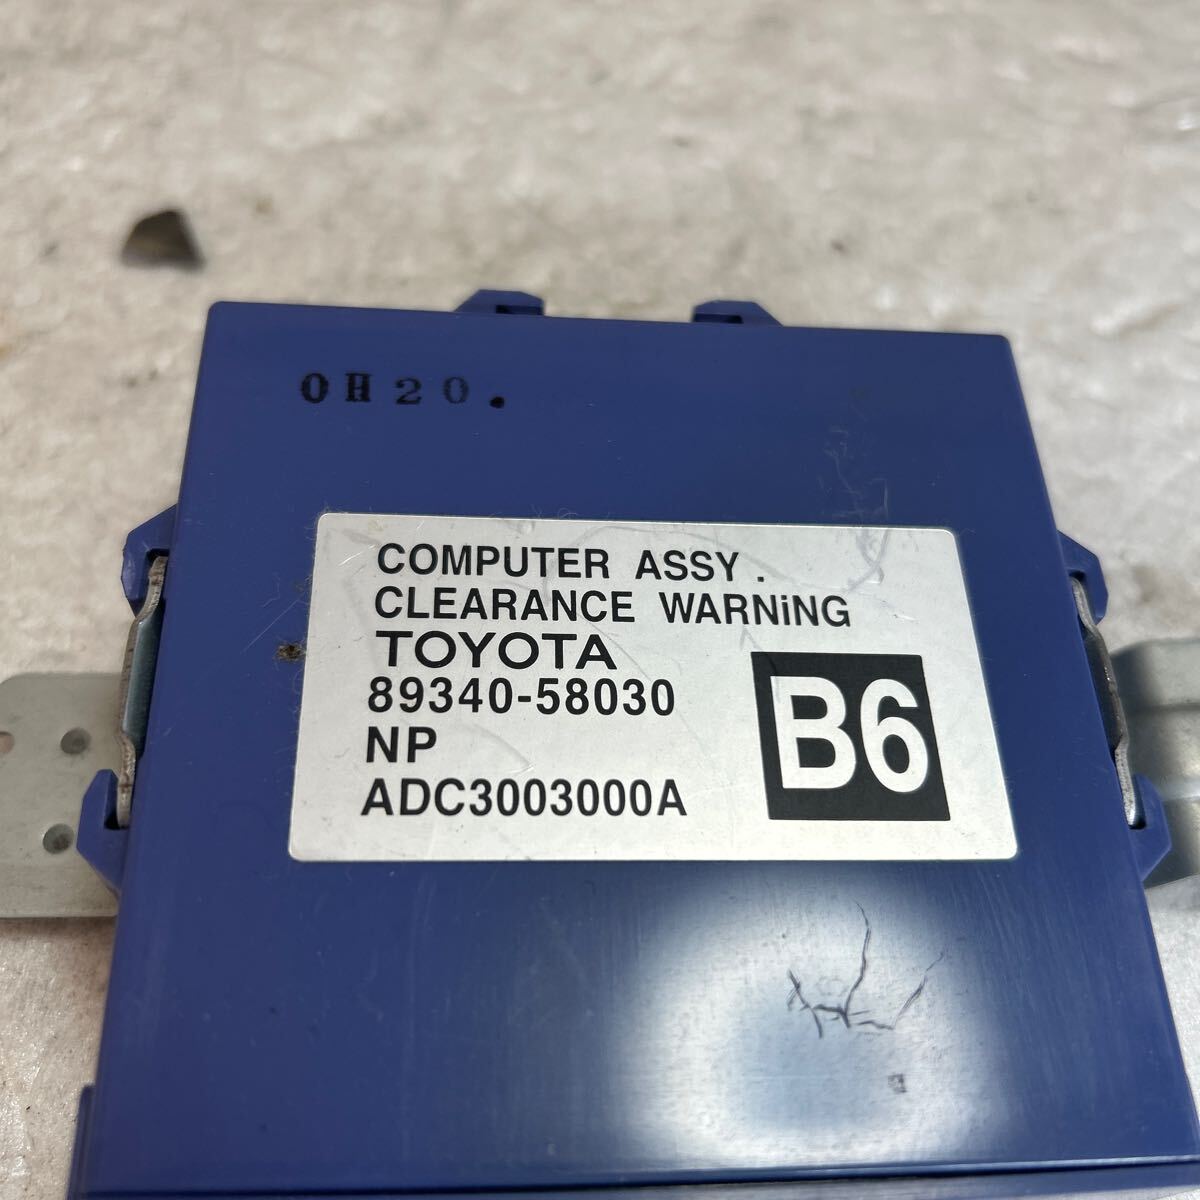 0H20.
COMPUTER ASSY.
CLEARANCE WARNiNG
TOYOTA
89340-58030
NP
ADC3003000A
B6